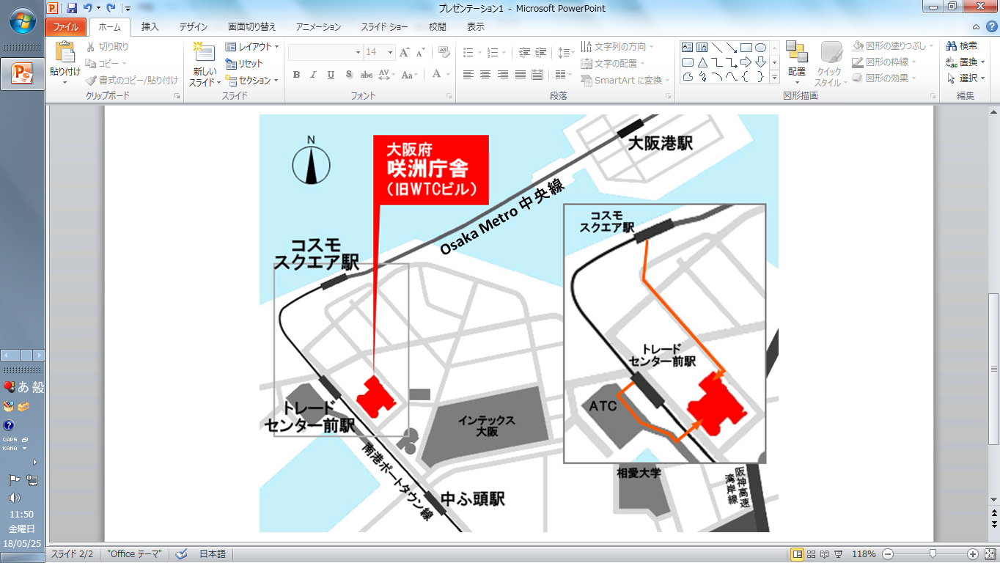 プレゼンテーション1 - Microsoft PowerPoint
ファイル
ホーム
挿入
デザイン
画面切り替え
アニメーション
スライド ショー
校閲
表示
貼り付け
切り取り
コピー
書式のコピー/貼り付け
クリップボード
新しい
スライド
レイアウト
リセット
セクション
スライド
14
B I U S abc AV Aa A
フォント
文字列の方向
文字の配置
SmartArt に変換
段落
配置
クイック
スタイル
図形の塗りつぶし
図形の枠線
図形の効果
図形描画
検索
置換
選択
編集
N
大阪府
咲洲庁舎
（旧WTCビル）
大阪港駅
Osaka Metro 中央線
コスモ
スクエア駅
トレード
センター前駅
インテックス
大阪
南港ポートタウン線
中ふ頭駅
コスモ
スクエア駅
トレード
センター前駅
ATC
相愛大学
阪神高速
湾岸線
あ 般
CAPS
KANA
11:50
金曜日
18/05/25
スライド 2/2
"Office テーマ"
日本語
118%